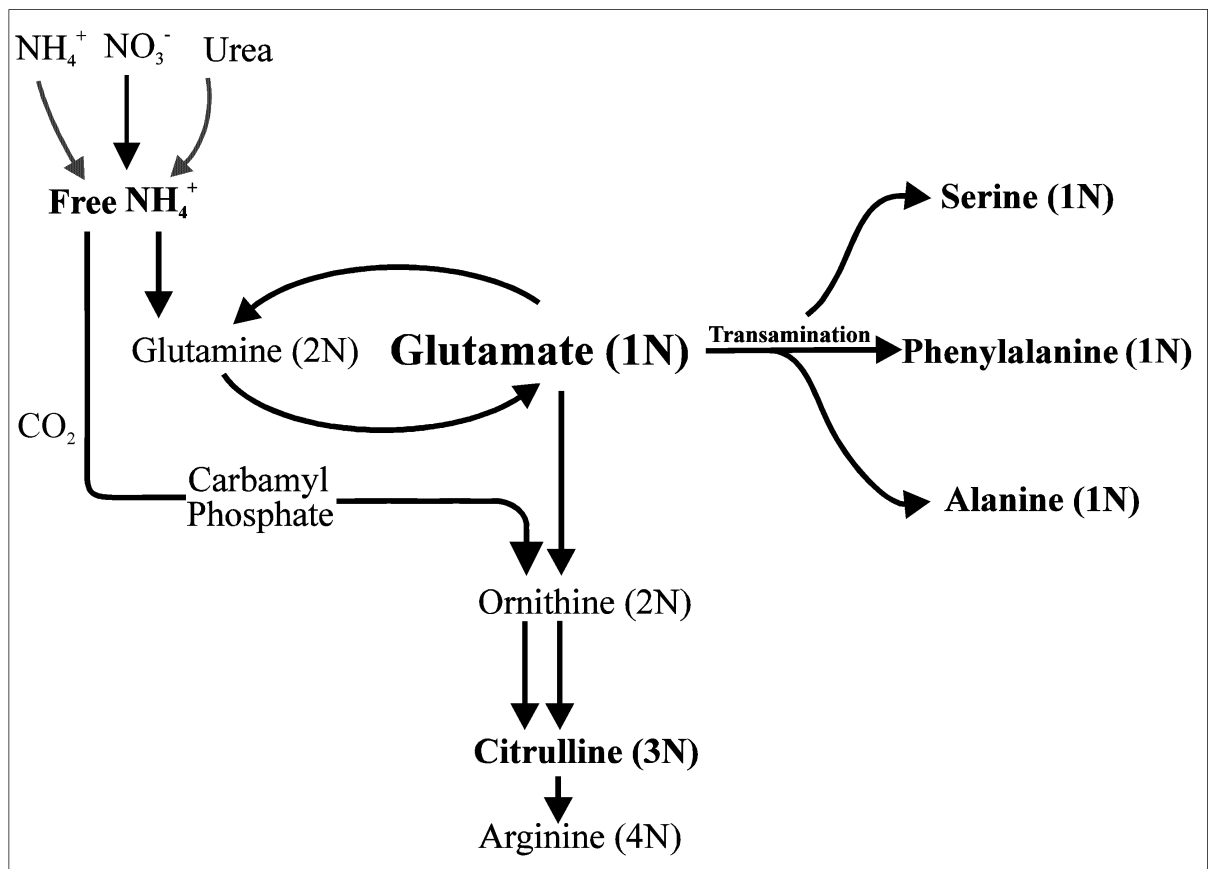 NH₄⁺ NO₃⁻ Urea
Free NH₄⁺
Serine (1N)
Transamination
Glutamine (2N) Glutamate (1N) Phenylalanine (1N)
CO₂
Carbamyl
Phosphate
Alanine (1N)
Ornithine (2N)
Citrulline (3N)
Arginine (4N)